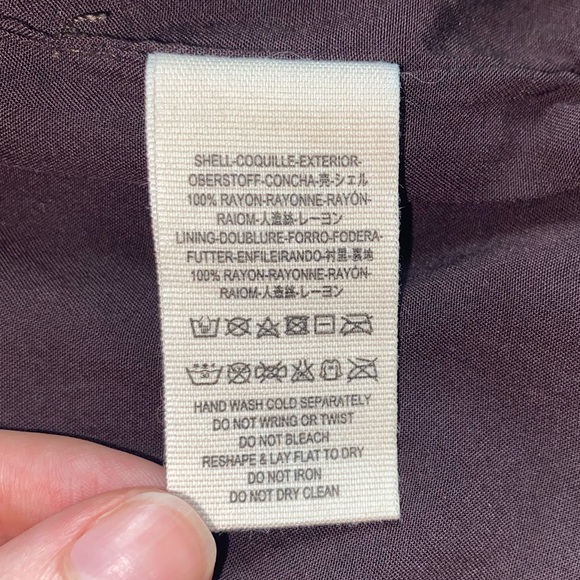 SHELL-COQUILLE-EXTERIOR-
OBERSTOFF-CONCHA-壳-シェル
100% RAYON-RAYONNE-RAYÓN-
RAIOM-人造絲-レーヨン
LINING-DOUBLURE-FORRO-FODERA-
FUTTER-ENFILEIRANDO-衬里-裏地
100% RAYON-RAYONNE-RAYÓN-
RAIOM-人造絲-レーヨン
HAND WASH COLD SEPARATELY
DO NOT WRING OR TWIST
DO NOT BLEACH
RESHAPE & LAY FLAT TO DRY
DO NOT IRON
DO NOT DRY CLEAN